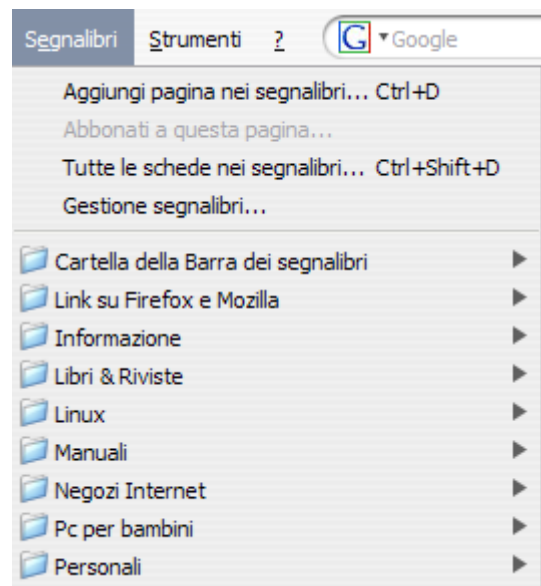 Segnalibri Strumenti ? G Google
Aggiungi pagina nei segnalibri... Ctrl+D
Abbonati a questa pagina...
Tutte le schede nei segnalibri... Ctrl+Shift+D
Gestione segnalibri...
Cartella della Barra dei segnalibri
Link su Firefox e Mozilla
Informazione
Libri & Riviste
Linux
Manuali
Negozi Internet
Pc per bambini
Personali